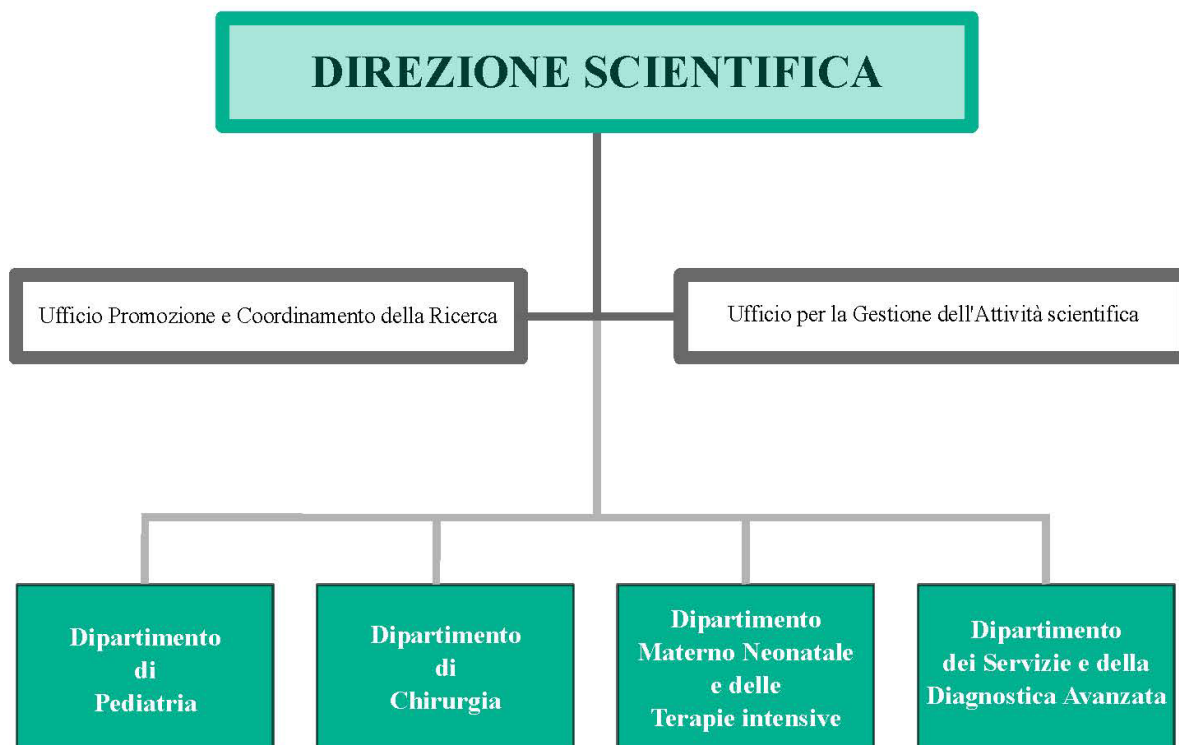 DIREZIONE SCIENTIFICA
Ufficio Promozione e Coordinamento della Ricerca
Ufficio per la Gestione dell'Attività scientifica
Dipartimento
di
Pediatria
Dipartimento
di
Chirurgia
Dipartimento
Materno Neonatale
e delle
Terapie intensive
Dipartimento
dei Servizie e della
Diagnostica Avanzata